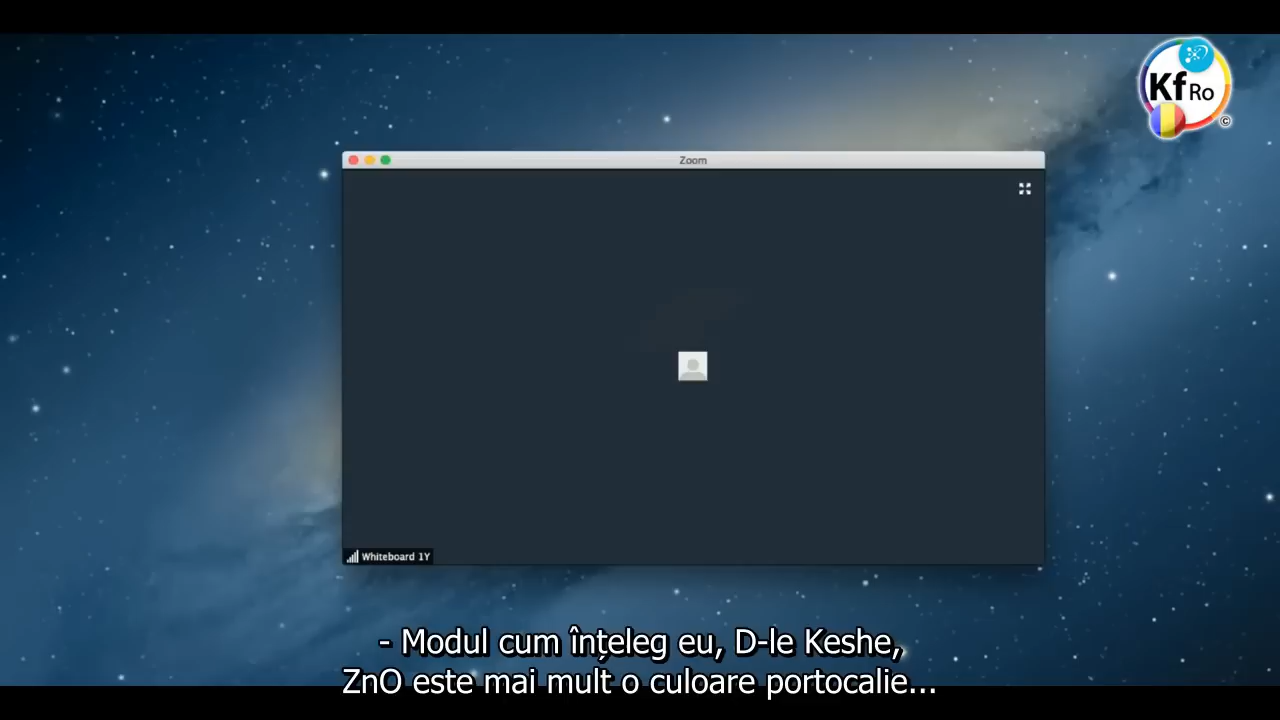 Kf Ro
©
Zoom
Whiteboard 1Y
- Modul cum înțeleg eu, D-le Keshe,
ZnO este mai mult o culoare portocalie...